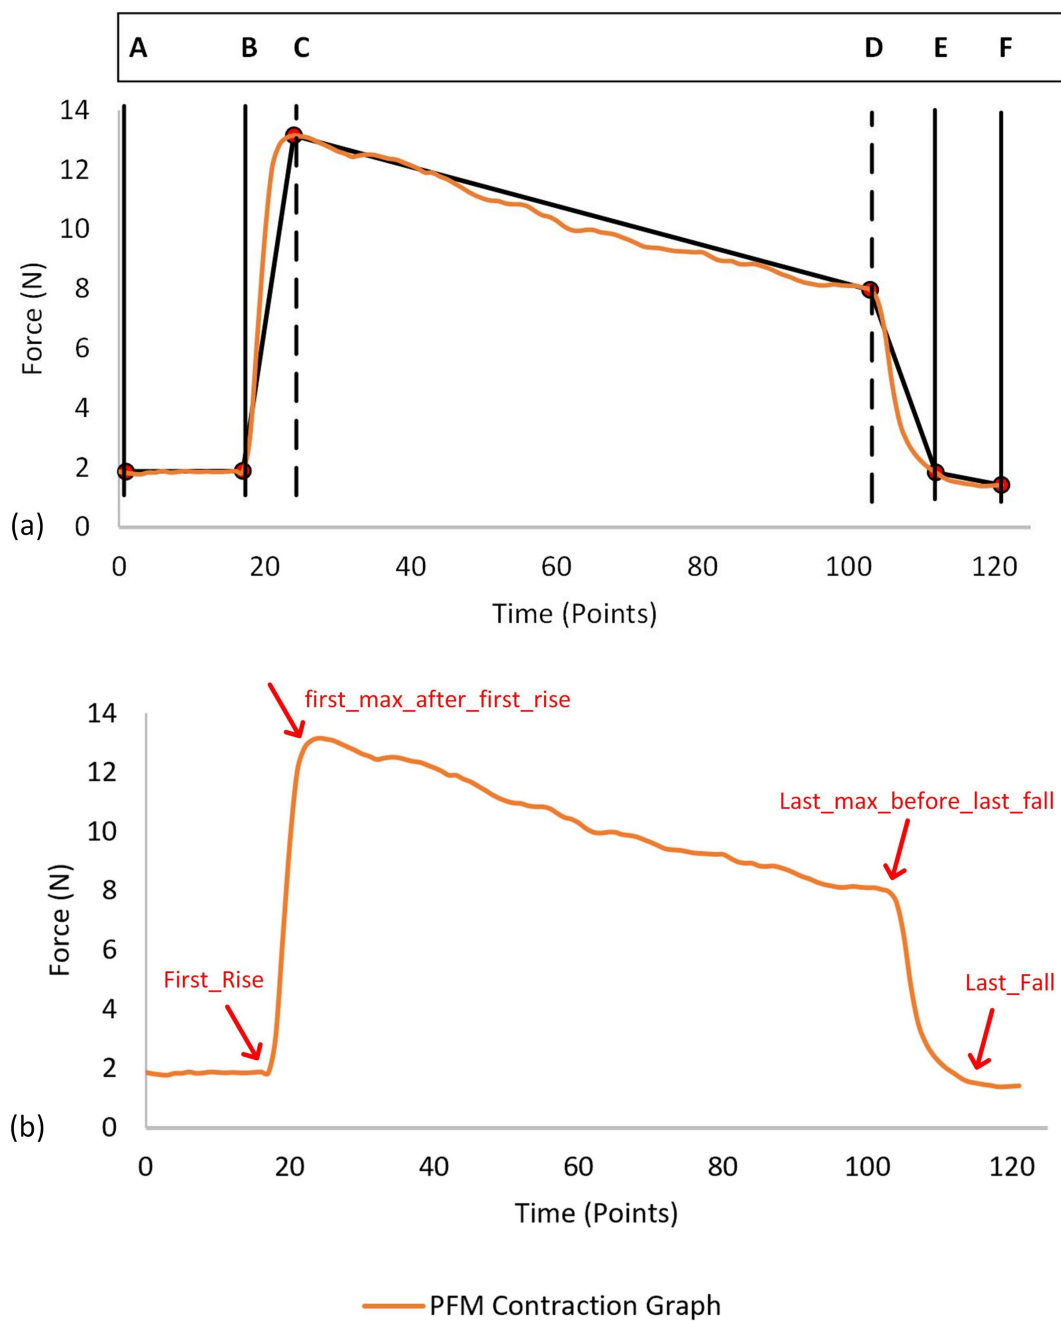 A B C D E F
14
12
10
8
6
4
2
0
Force (N)
(a)
0 20 40 60 80 100 120
Time (Points)
first_max_after_first_rise
14
12
10
8
6
4
2
0
Last_max_before_last_fall
First_Rise
Last_Fall
Force (N)
(b)
0 20 40 60 80 100 120
Time (Points)
PFM Contraction Graph